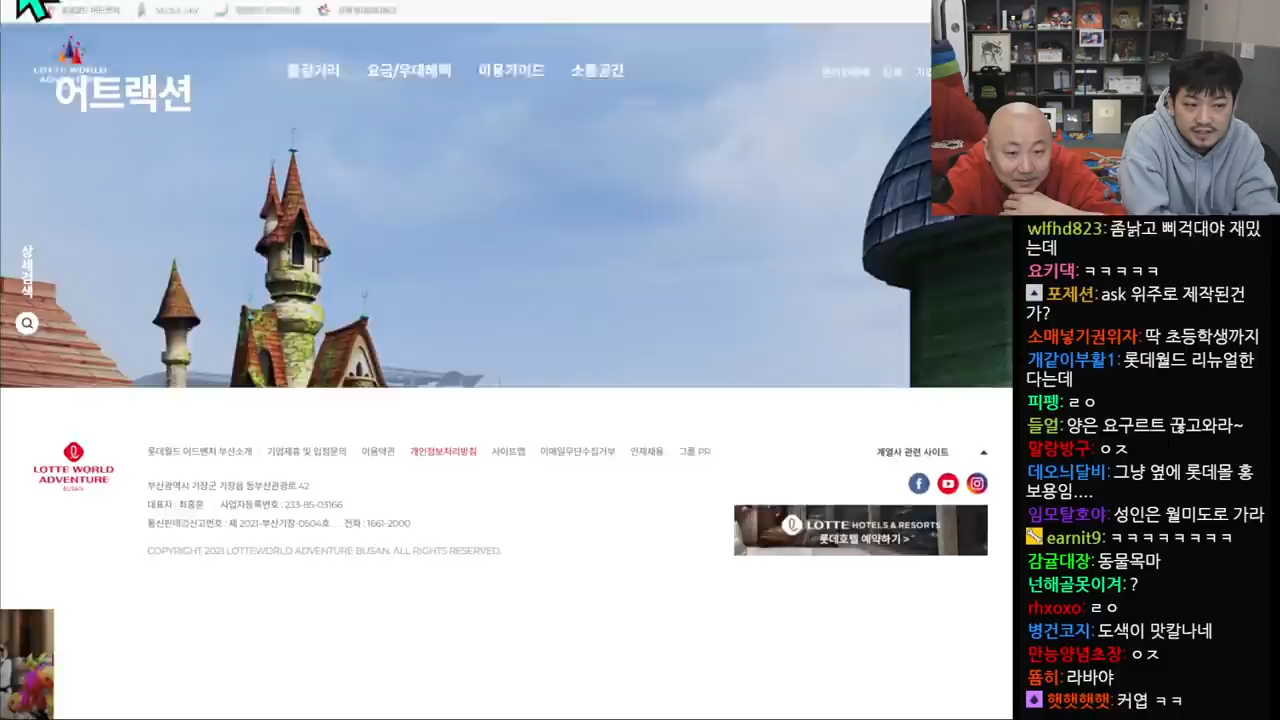 SEOUL SKY
LOTTE WORLD
어트랙션
즐길거리 요금/우대혜택 이용가이드 소통공간
상세검색
LOTTE WORLD
ADVENTURE
BUSAN
롯데월드 어드벤처 부산소개 기업제휴 및 입점문의 이용약관 개인정보처리방침 사이트맵 이메일무단수집거부 인재채용 그룹 PR
계열사 관련 사이트
부산광역시 기장군 기장읍 동부산관광로 42
대표자 : 최홍훈 사업자등록번호 : 233-85-03166
통신판매업신고번호 : 제 2021-부산기장-0504호 전화 : 1661-2000
COPYRIGHT 2021 LOTTEWORLD ADVENTURE BUSAN. ALL RIGHTS RESERVED.
LOTTE HOTELS & RESORTS
롯데호텔 예약하기 >
wlfhd823: 좀낡고 삐걱대야 재밌
는데
요키댁: ㅋㅋㅋㅋㅋ
포제션: ask 위주로 제작된건
가?
소매넣기권위자: 딱 초등학생까지
개같이부활1: 롯데월드 리뉴얼한
다는데
피펭: ㄹㅇ
들얼: 양은 요구르트 끊고와라~
말랑방구: ㅇㅈ
데오늬달비: 그냥 옆에 롯데몰 홍
보용임....
임모탈호야: 성인은 월미도로 가라
earnit9: ㅋㅋㅋㅋㅋㅋㅋㅋ
감귤대장: 동물목마
넌해골못이겨: ?
rhxoxo: ㄹㅇ
병건코지: 도색이 맛칼나네
만능양념초장: ㅇㅈ
뚐히: 라바야
햇햇햇햇: 커엽 ㅋㅋ